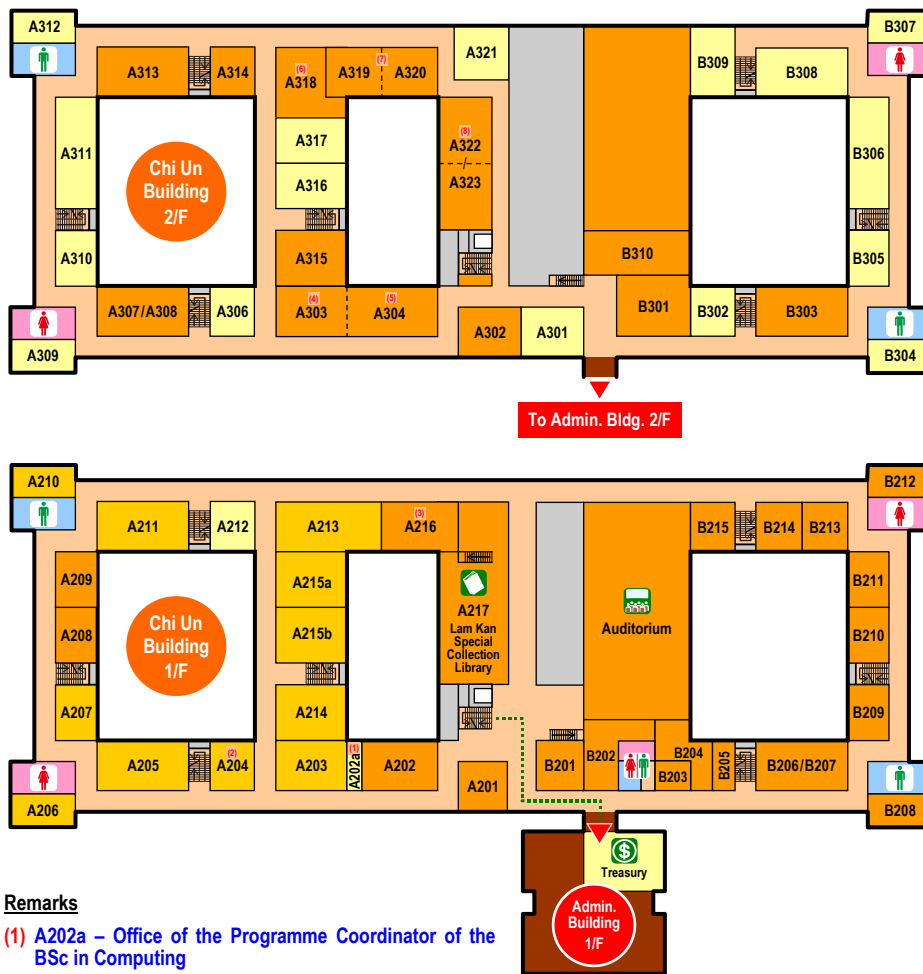 A312
B307
A313
A314
(6)
A318
A319
(7)
A320
A321
B309
B308
A311
A317
(8)
A322
/
A323
B306
Chi Un
Building
2/F
A316
A310
A315
B310
B305
A307/A308
A306
(4)
A303
(5)
A304
A302
A301
B301
B302
B303
A309
B304
To Admin. Bldg. 2/F
A210
B212
A211
A212
A213
(3)
A216
B215
B214
B213
A209
A215a
B211
A217
Lam Kan
Special
Collection
Library
Auditorium
Chi Un
Building
1/F
A208
A215b
B210
A207
A214
B209
A205
(2)
A204
A203
(1)
A202a
A202
A201
B201
B202
B203
B204
B205
B206/B207
A206
B208
Treasury
Admin.
Building
1/F
Remarks
(1) A202a – Office of the Programme Coordinator of the
BSc in Computing